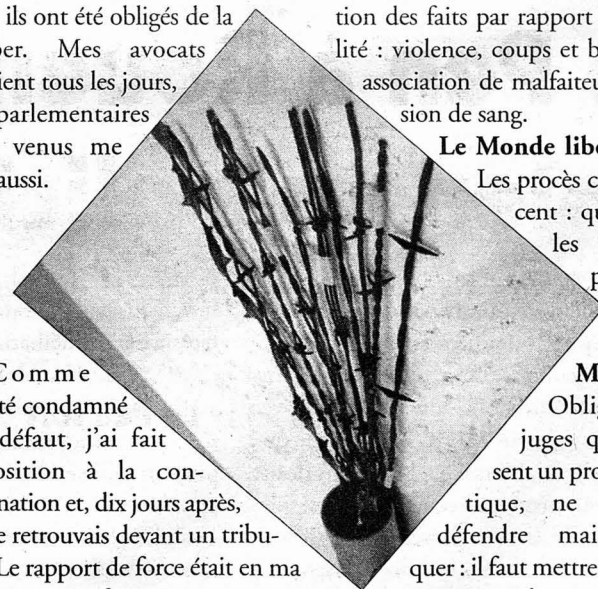 ils ont été obligés de la
per. Mes avocats
ient tous les jours,
parlementaires
venus me
aussi.
Comme
té condamné
défaut, j'ai fait
osition à la con-
nation et, dix jours après,
e retrouvais devant un tribu-
Le rapport de force était en ma
tion des faits par rapport
lité : violence, coups et b
association de malfaiteu
sion de sang.
Le Monde libe
Les procès c
cent : qu
les
p
M
Oblig
juges q
sent un pro
tique, ne
défendre mai
quer : il faut mettre